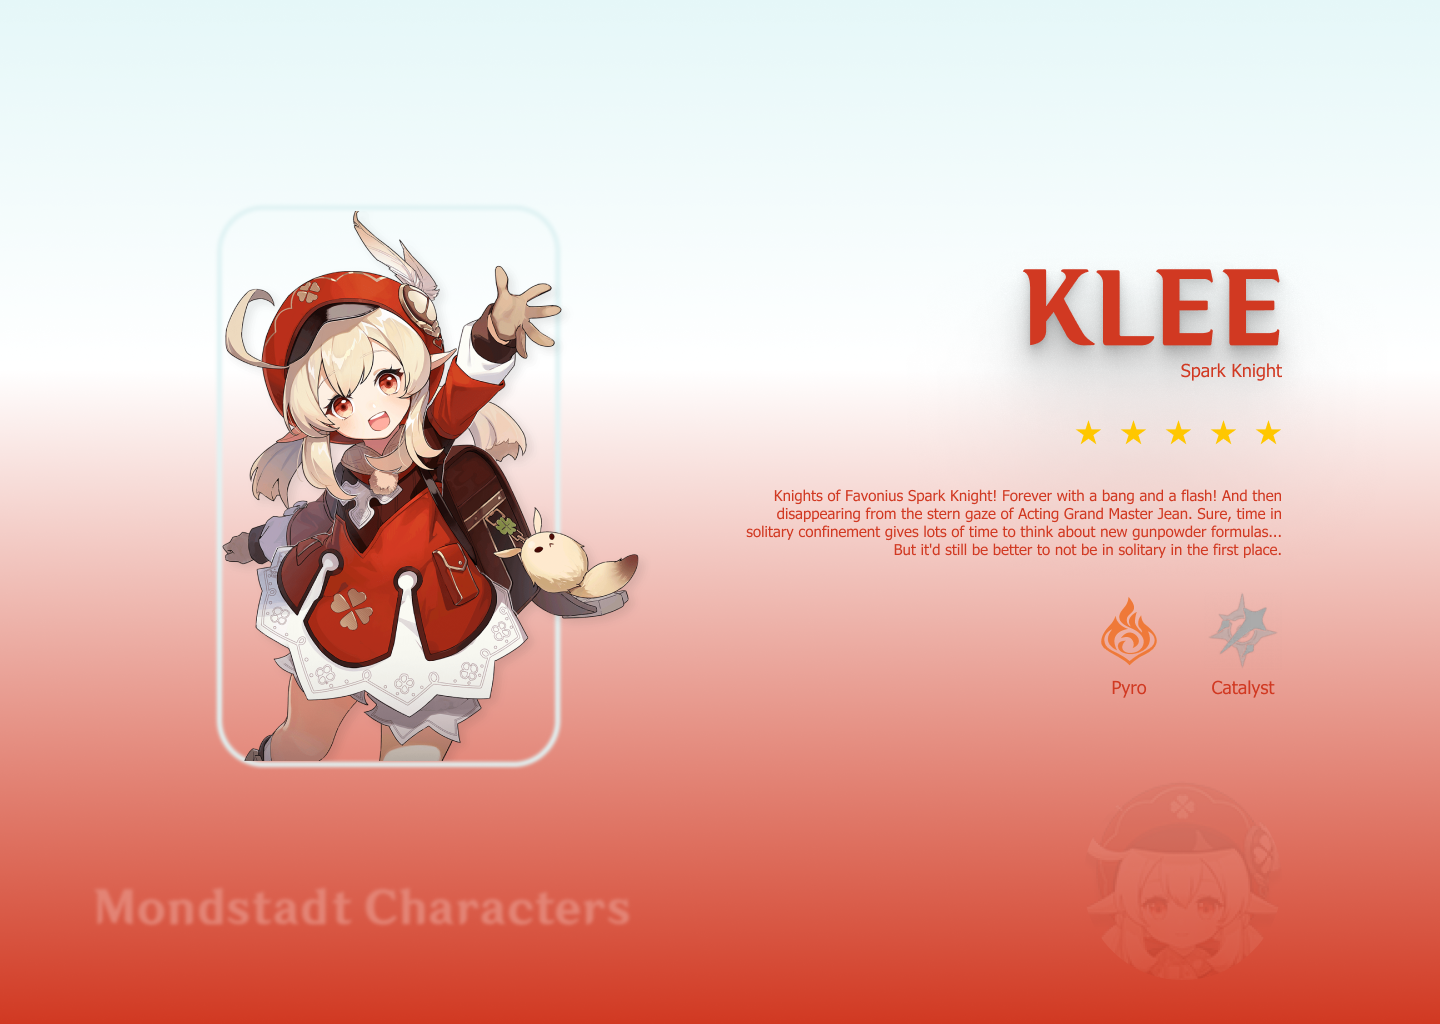 KLEE
Spark Knight
Knights of Favonius Spark Knight! Forever with a bang and a flash! And then
disappearing from the stern gaze of Acting Grand Master Jean. Sure, time in
solitary confinement gives lots of time to think about new gunpowder formulas...
But it'd still be better to not be in solitary in the first place.
Pyro
Catalyst
Mondstadt Characters